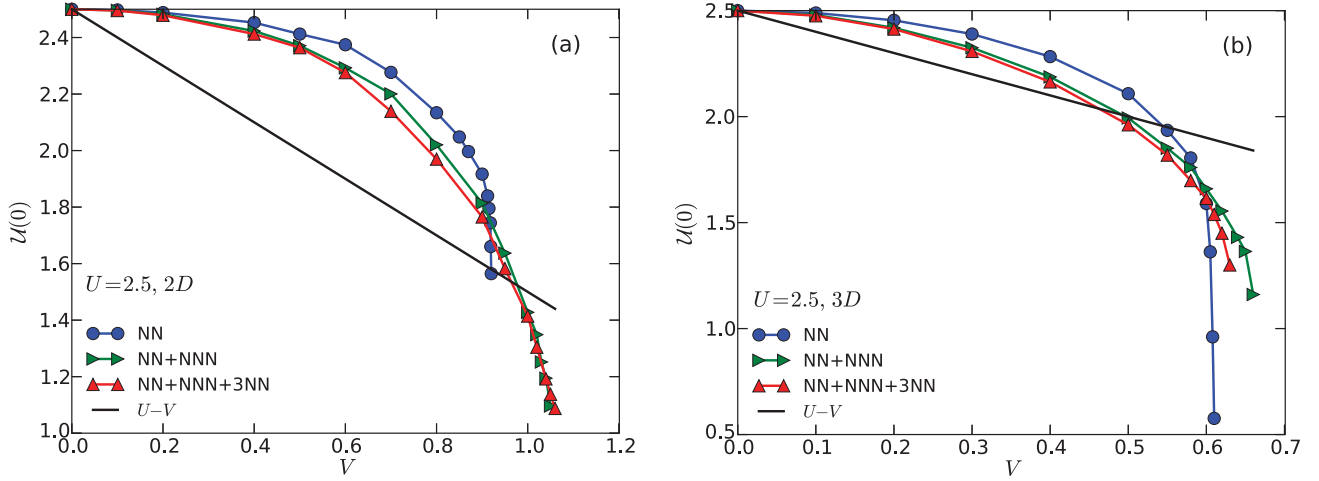 (a)
2.4
2.2
2.0
1.8
1.6
1.4
1.2
1.0
𝒰(0)
U=2.5, 2D
NN
NN+NNN
NN+NNN+3NN
U−V
0.0 0.2 0.4 0.6 0.8 1.0 1.2
V
(b)
2.5
2.0
1.5
1.0
0.5
𝒰(0)
U=2.5, 3D
NN
NN+NNN
NN+NNN+3NN
U−V
0.0 0.1 0.2 0.3 0.4 0.5 0.6 0.7
V